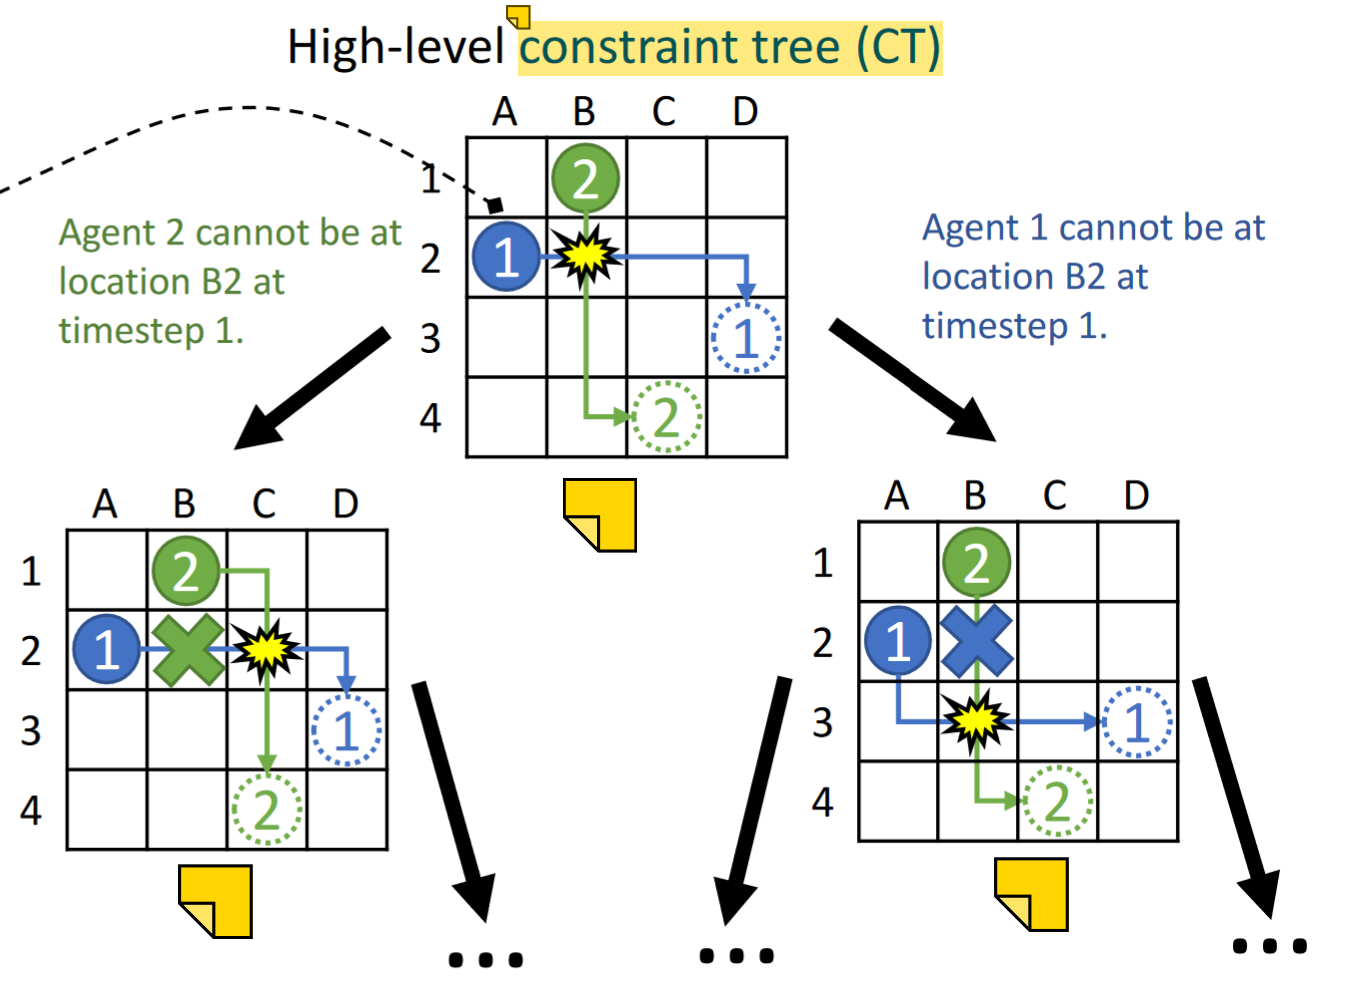 High-level constraint tree (CT)
A B C D
1 2
Agent 2 cannot be at
location B2 at
timestep 1.
Agent 1 cannot be at
location B2 at
timestep 1.
2 1
3 1
4 2
A B C D
1 2
2 1
3 1
4 2
...
A B C D
1 2
2 1
3 1
4 2
...
...